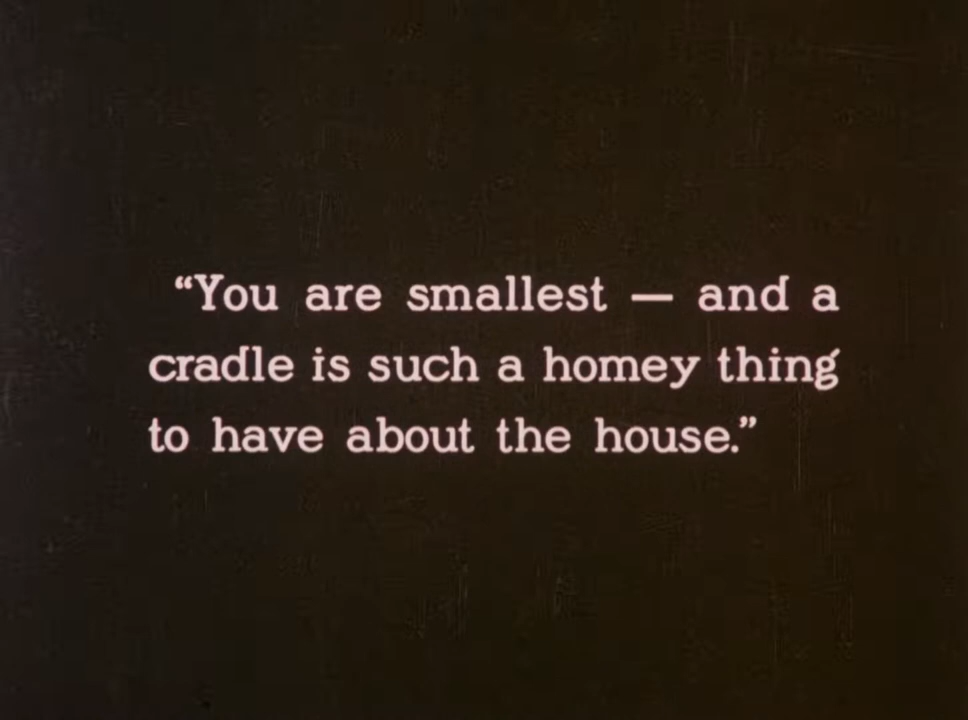 “You are smallest — and a
cradle is such a homey thing
to have about the house.”